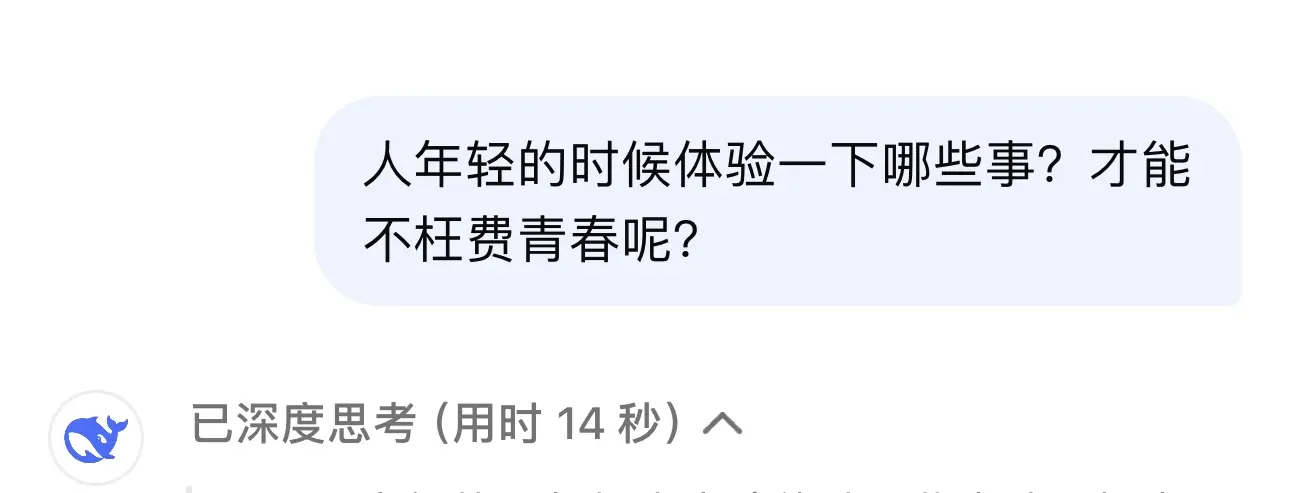 人年轻的时候体验一下哪些事？才能
不枉费青春呢？
已深度思考（用时 14 秒）